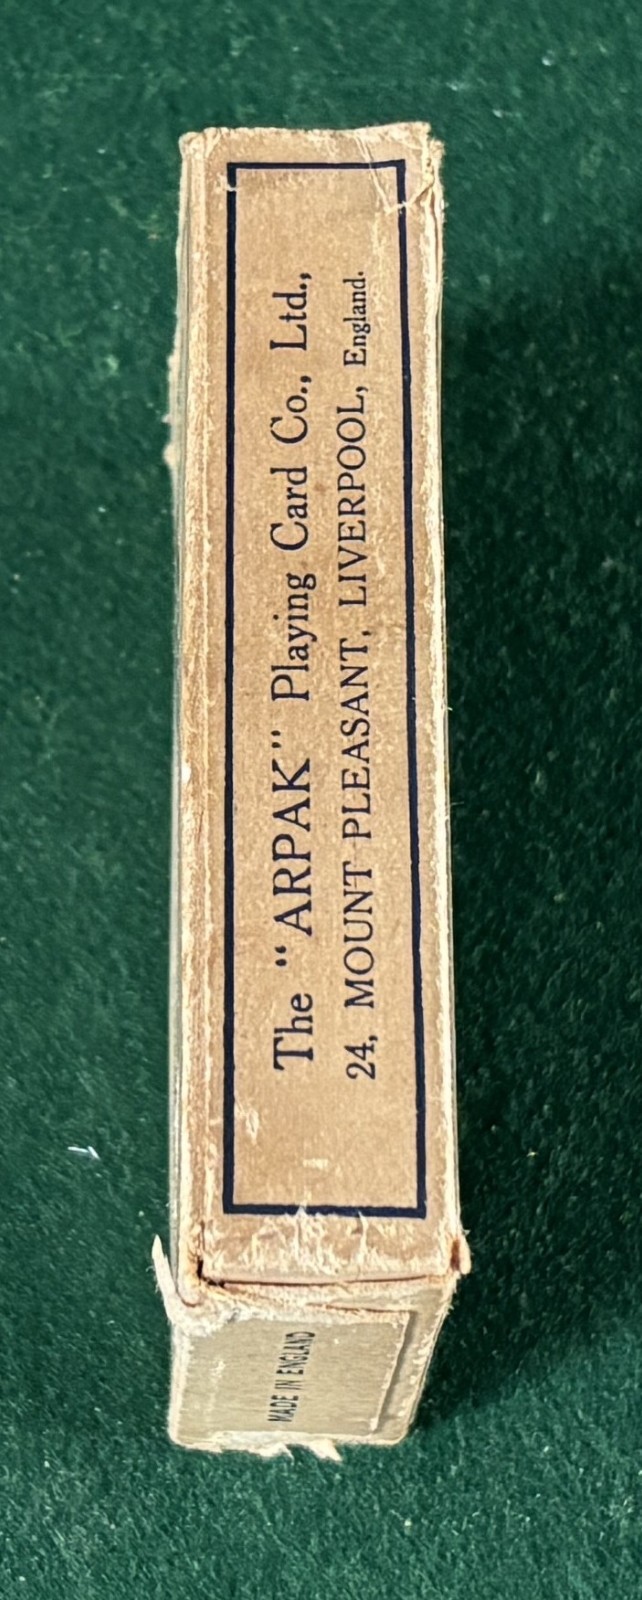 The "ARPAK" Playing Card Co., Ltd.,
24, MOUNT PLEASANT, LIVERPOOL, England.
MADE IN ENGLAND